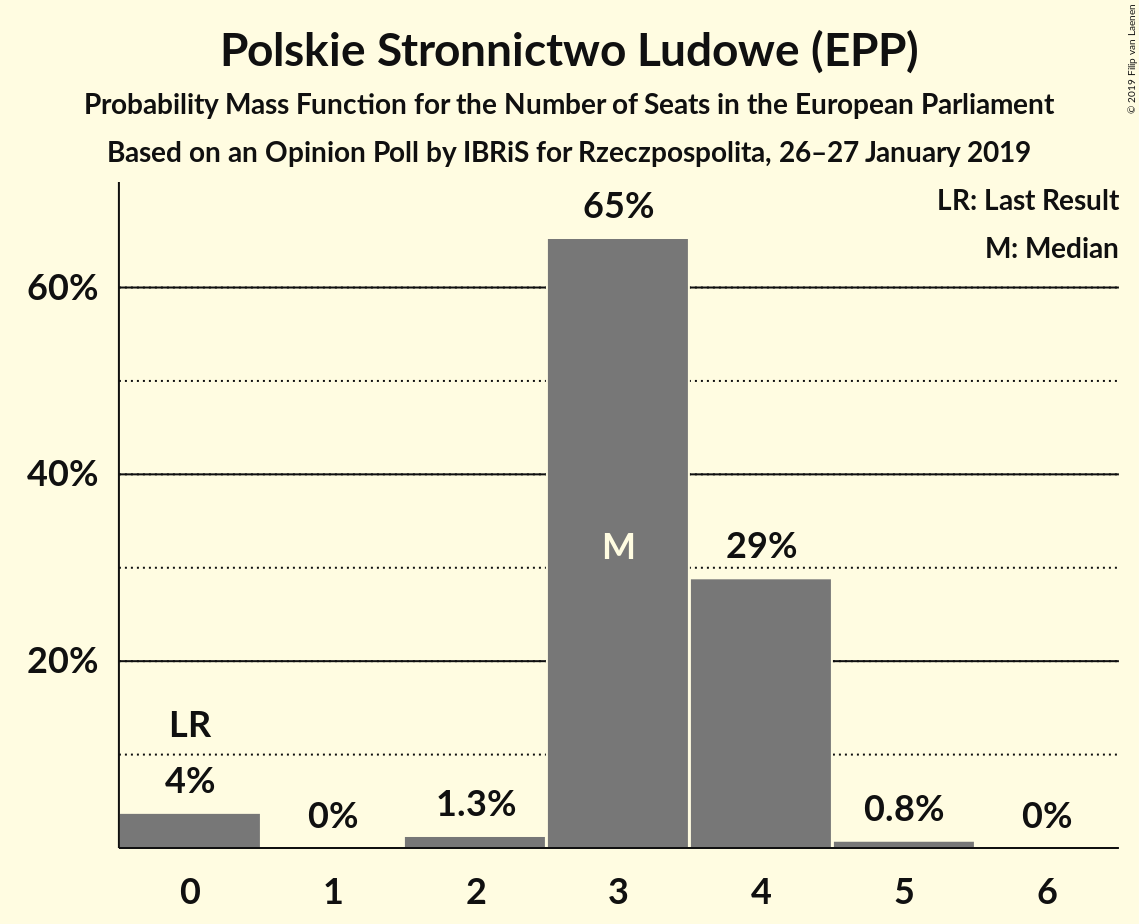 Polskie Stronnictwo Ludowe (EPP)
Probability Mass Function for the Number of Seats in the European Parliament
Based on an Opinion Poll by IBRiS for Rzeczpospolita, 26–27 January 2019
© 2019 Filip van Laenen
LR: Last Result
M: Median
65%
60%
40%
M
29%
20%
LR
4%
0%
1.3%
0.8%
0%
0 1 2 3 4 5 6